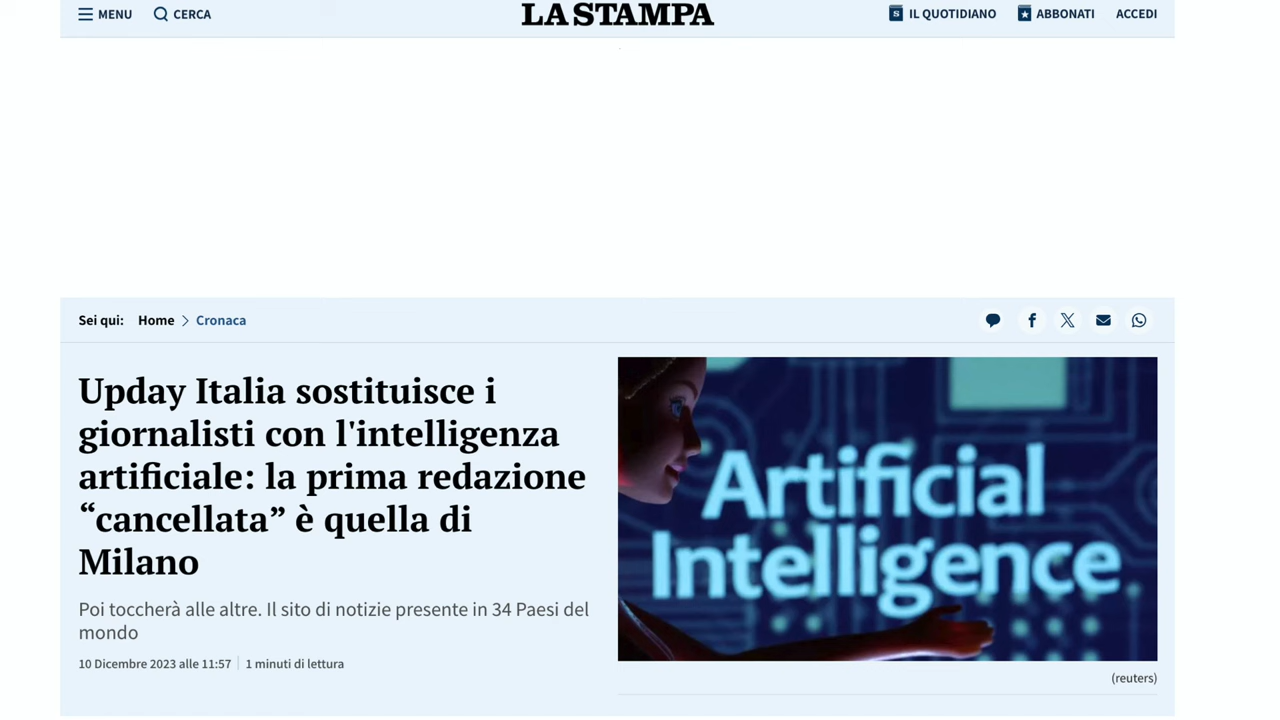 MENU
CERCA
LA STAMPA
IL QUOTIDIANO
ABBONATI
ACCEDI
Sei qui: Home > Cronaca
Upday Italia sostituisce i
giornalisti con l'intelligenza
artificiale: la prima redazione
“cancellata” è quella di
Milano
Poi toccherà alle altre. Il sito di notizie presente in 34 Paesi del
mondo
10 Dicembre 2023 alle 11:57 | 1 minuti di lettura
Artificial
Intelligence
(reuters)